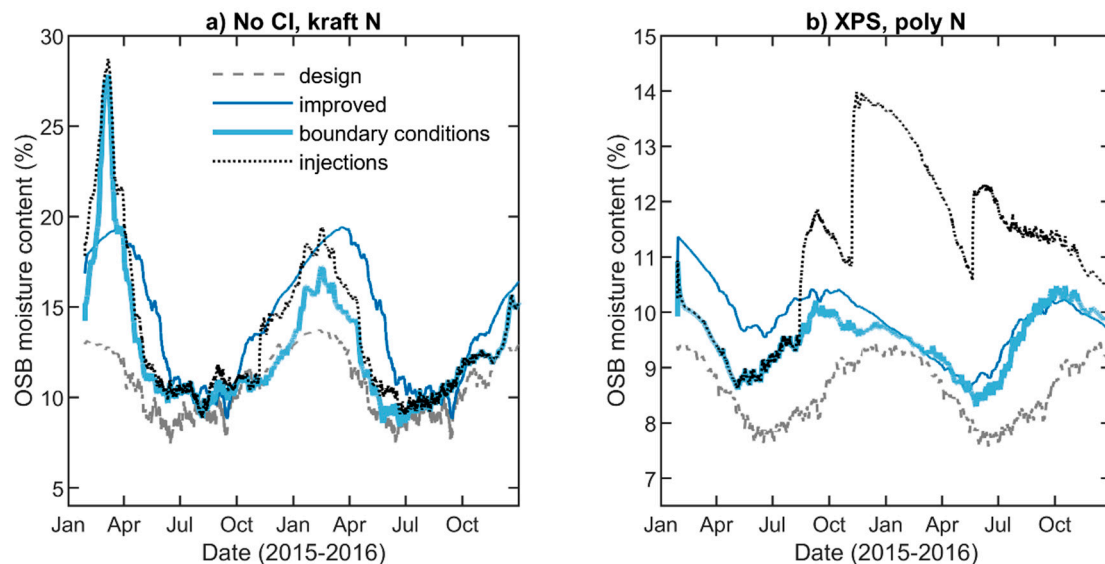 a) No CI, kraft N
30
25
20
15
10
5
OSB moisture content (%)
design
improved
boundary conditions
injections
Jan Apr Jul Oct Jan Apr Jul Oct
Date (2015-2016)
b) XPS, poly N
15
14
13
12
11
10
9
8
7
OSB moisture content (%)
Jan Apr Jul Oct Jan Apr Jul Oct
Date (2015-2016)